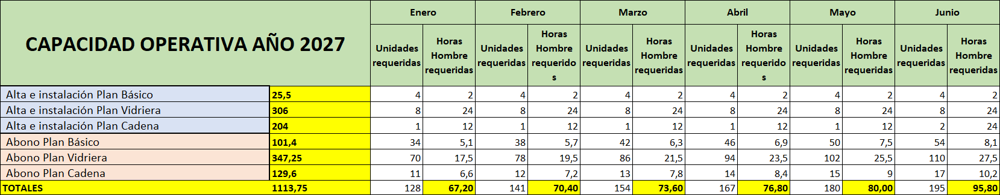 CAPACIDAD OPERATIVA AÑO 2027
Enero Febrero Marzo Abril Mayo Junio
Unidades requeridas Horas Hombre requeridas Unidades requeridas Horas Hombre requeridos Unidades requeridas Horas Hombre requeridas Unidades requeridas Horas Hombre requeridos Unidades requeridas Horas Hombre requeridas Unidades requeridas Horas Hombre requeridas
Alta e instalación Plan Básico 25,5 4 2 4 2 4 2 4 2 4 2 4 2
Alta e instalación Plan Vidriera 306 8 24 8 24 8 24 8 24 8 24 8 24
Alta e instalación Plan Cadena 204 1 12 1 12 1 12 1 12 1 12 2 24
Abono Plan Básico 101,4 34 5,1 38 5,7 42 6,3 46 6,9 50 7,5 54 8,1
Abono Plan Vidriera 347,25 70 17,5 78 19,5 86 21,5 94 23,5 102 25,5 110 27,5
Abono Plan Cadena 129,6 11 6,6 12 7,2 13 7,8 14 8,4 15 9 17 10,2
TOTALES 1113,75 128 67,20 141 70,40 154 73,60 167 76,80 180 80,00 195 95,80